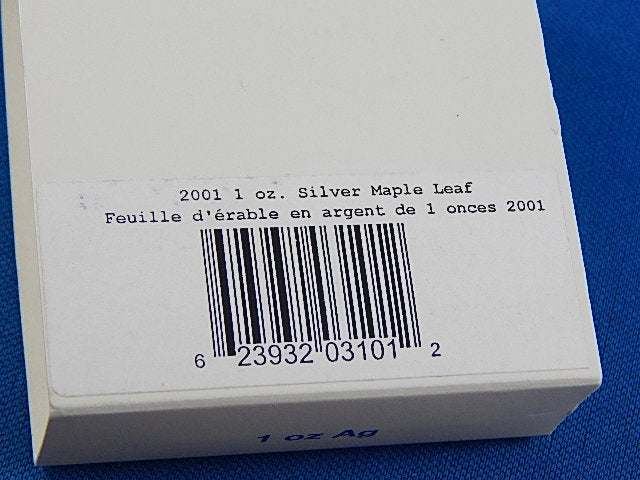 2001 1 oz. Silver Maple Leaf
Feuille d'érable en argent de 1 onces 2001
6 23932 03101 2
1 oz Ag